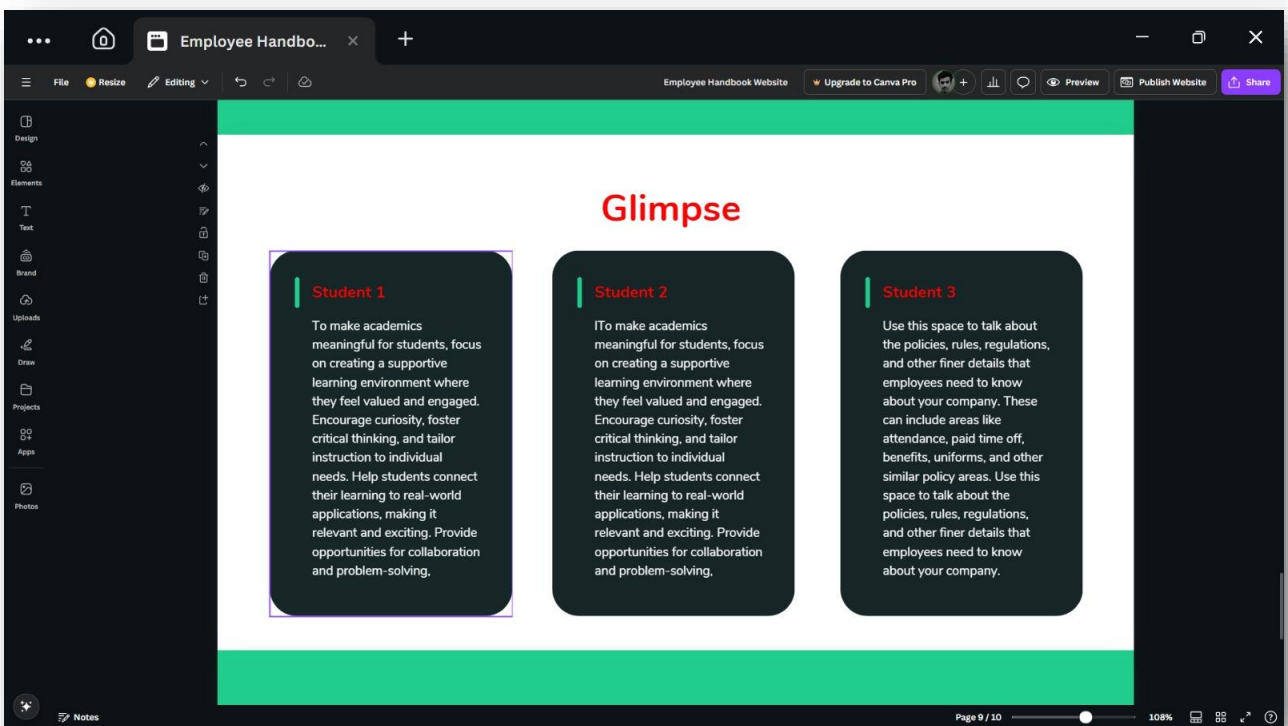 Employee Handbo...
File
Resize
Editing
Employee Handbook Website
Upgrade to Canva Pro
Preview
Publish Website
Share
Design
Elements
Text
Brand
Uploads
Draw
Projects
Apps
Photos
Glimpse
Student 1
To make academics
meaningful for students, focus
on creating a supportive
learning environment where
they feel valued and engaged.
Encourage curiosity, foster
critical thinking, and tailor
instruction to individual
needs. Help students connect
their learning to real-world
applications, making it
relevant and exciting. Provide
opportunities for collaboration
and problem-solving,
Student 2
ITo make academics
meaningful for students, focus
on creating a supportive
learning environment where
they feel valued and engaged.
Encourage curiosity, foster
critical thinking, and tailor
instruction to individual
needs. Help students connect
their learning to real-world
applications, making it
relevant and exciting. Provide
opportunities for collaboration
and problem-solving,
Student 3
Use this space to talk about
the policies, rules, regulations,
and other finer details that
employees need to know
about your company. These
can include areas like
attendance, paid time off,
benefits, uniforms, and other
similar policy areas. Use this
space to talk about the
policies, rules, regulations,
and other finer details that
employees need to know
about your company.
Notes
Page 9 / 10
108%